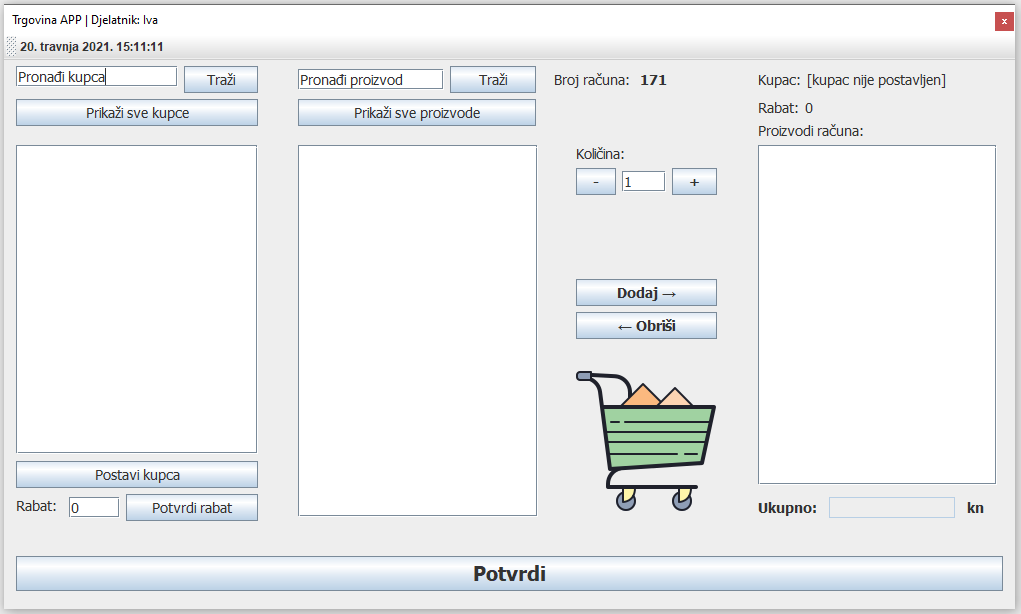 Trgovina APP | Djelatnik: Iva
x
20. travnja 2021. 15:11:11
Pronađi kupca
Traži
Prikaži sve kupce
Postavi kupca
Rabat:
0
Potvrdi rabat
Pronađi proizvod
Traži
Prikaži sve proizvode
Broj računa: 171
Količina:
-
1
+
Dodaj →
← Obriši
Kupac: [kupac nije postavljen]
Rabat: 0
Proizvodi računa:
Ukupno:
kn
Potvrdi